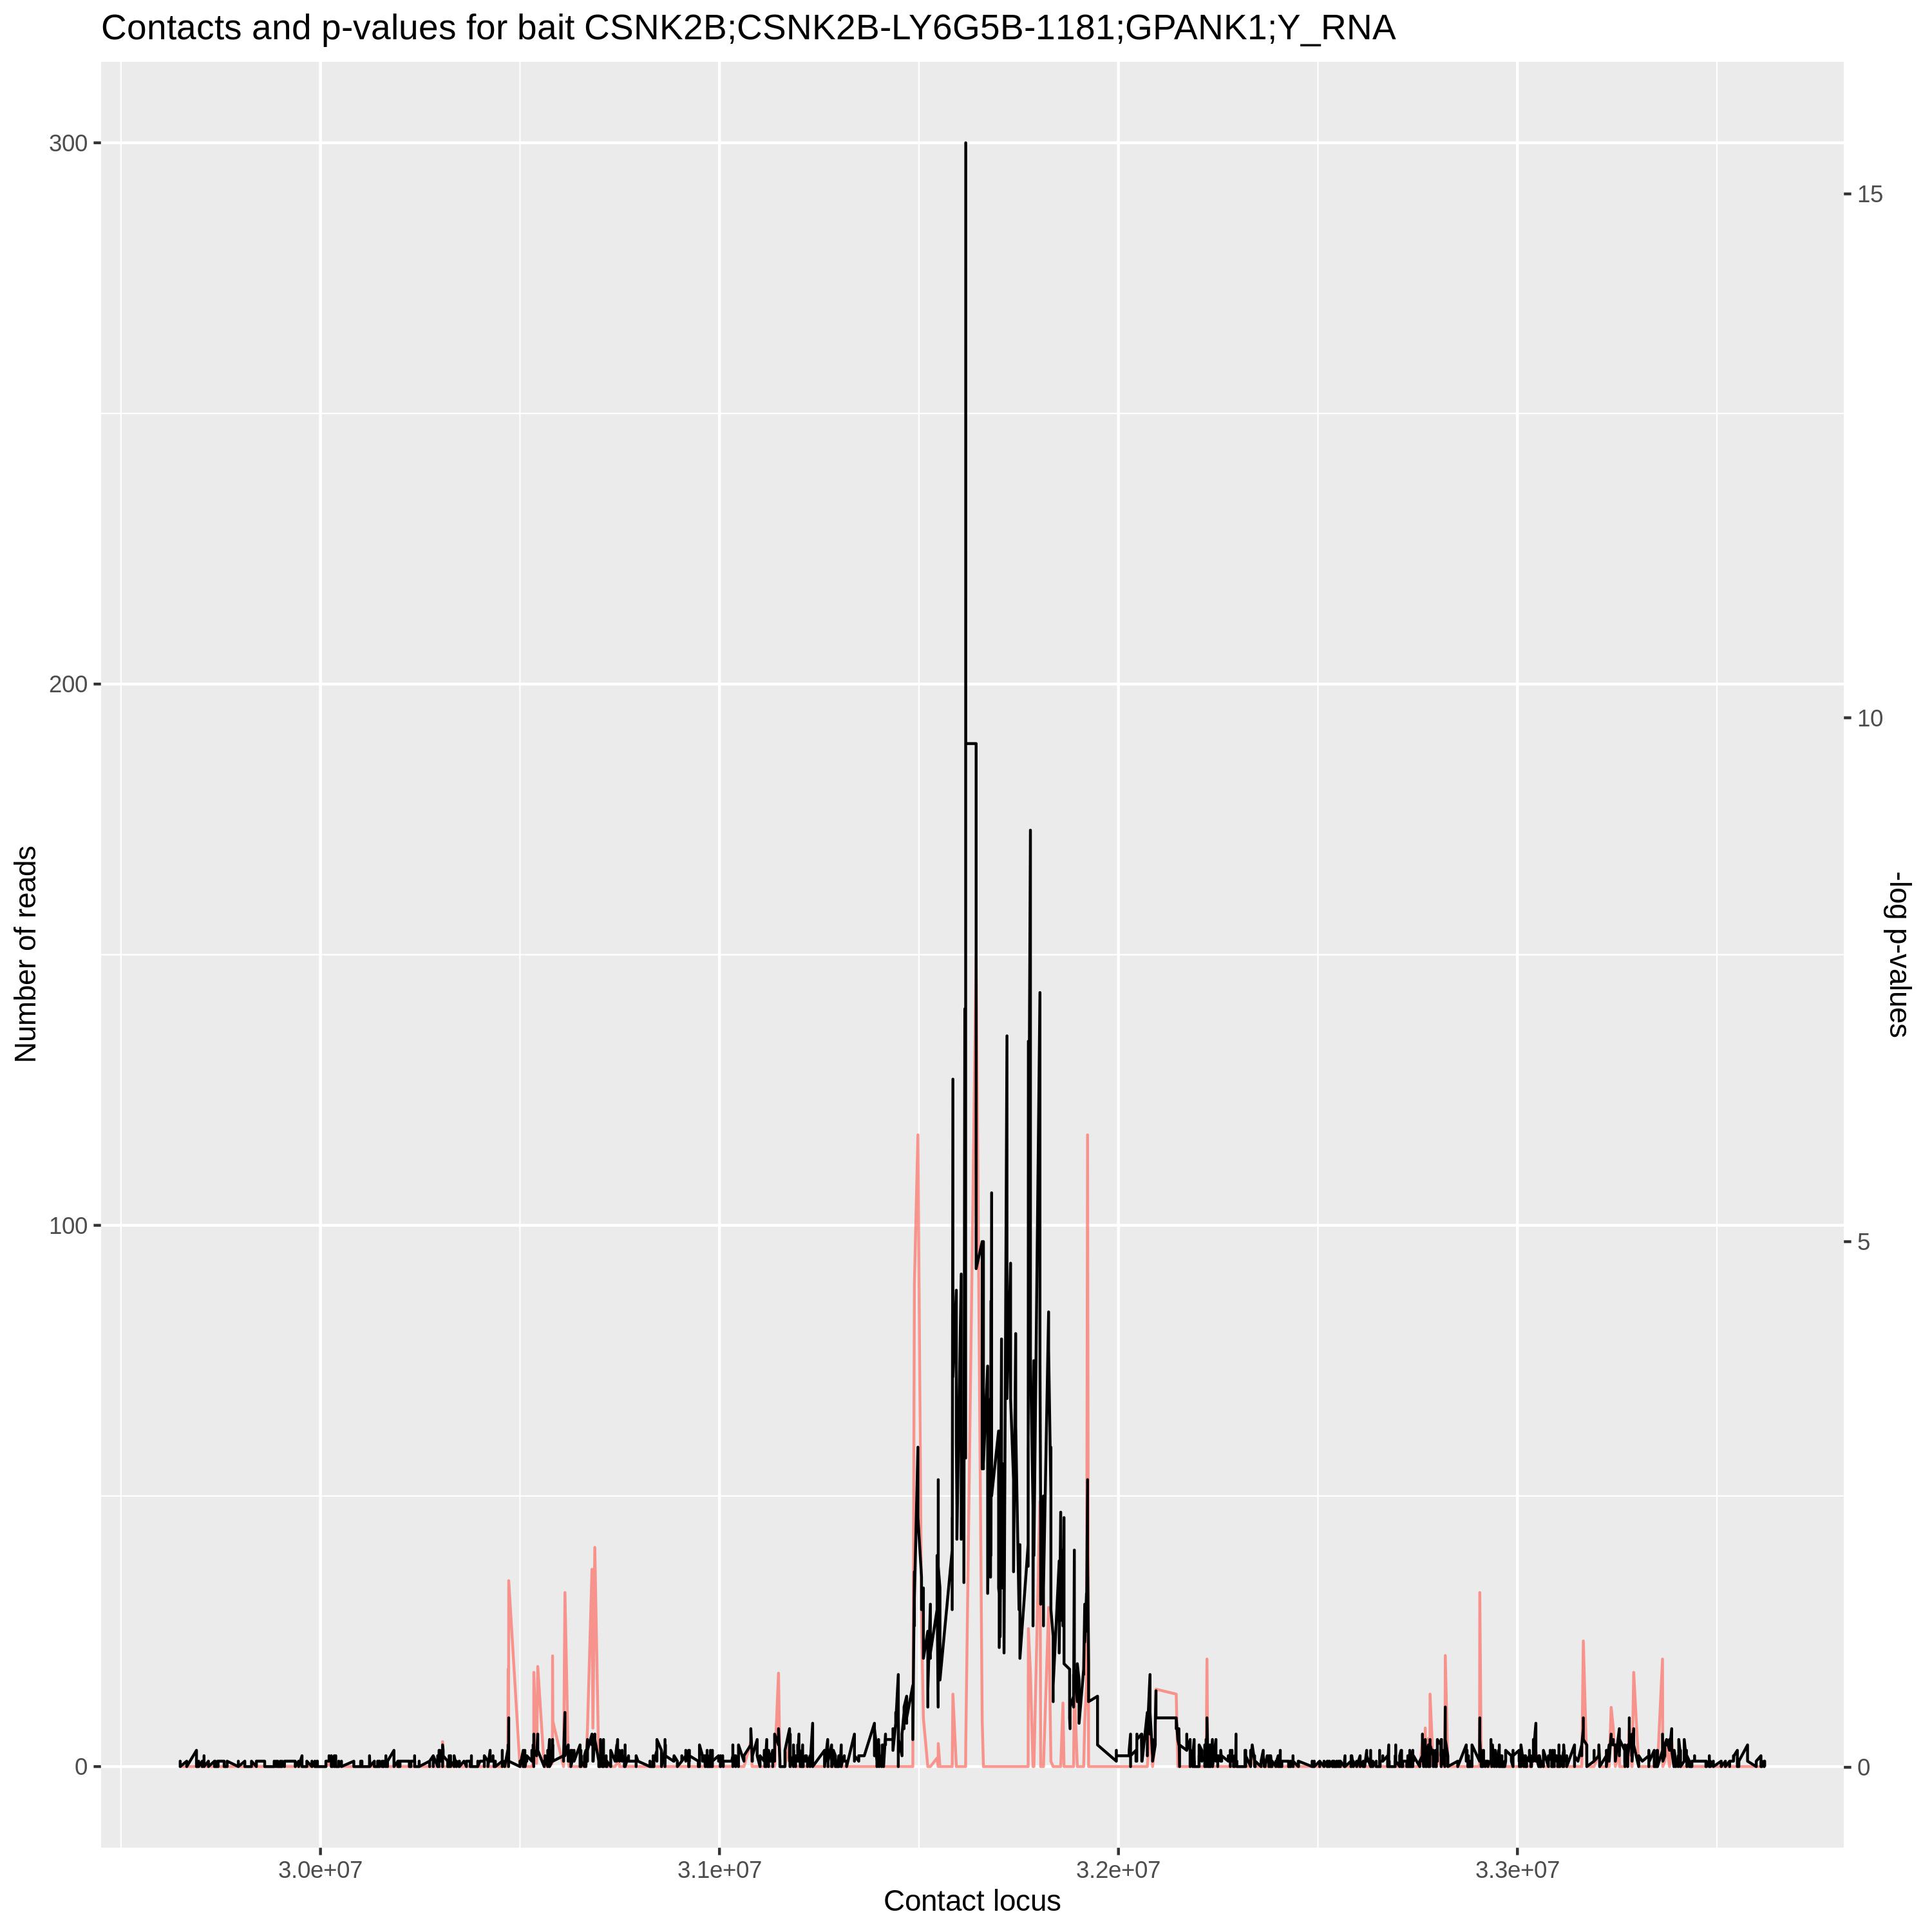 Contacts and p-values for bait CSNK2B;CSNK2B-LY6G5B-1181;GPANK1;Y_RNA
300
200
100
0
Number of reads
15
10
5
0
-log p-values
3.0e+07 3.1e+07 3.2e+07 3.3e+07
Contact locus